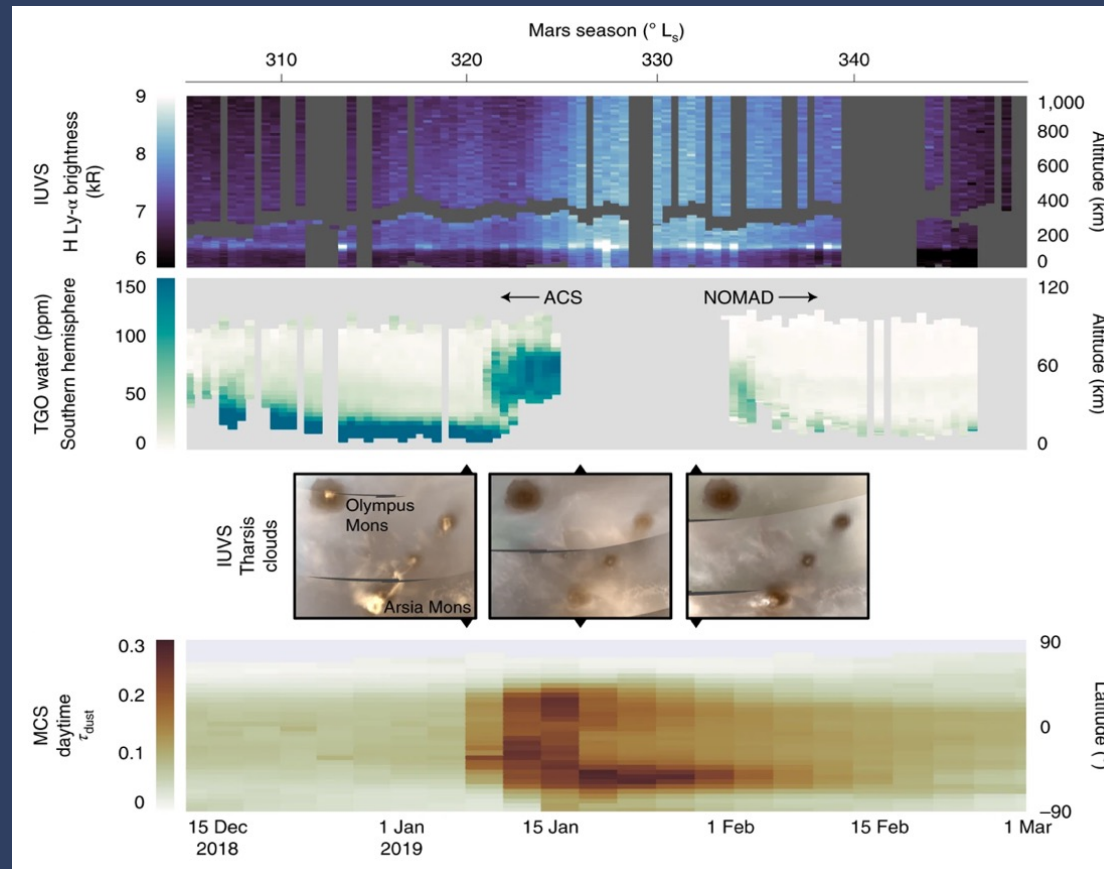 Mars season (° Lₛ)
310 320 330 340
IUVS
H Ly-α brightness
(kR)
9
8
7
6
1,000
800
600
400
200
0
Altitude (km)
TGO water (ppm)
Southern hemisphere
150
100
50
0
ACS
NOMAD
120
60
0
Altitude (km)
IUVS
Tharsis
clouds
Olympus
Mons
Arsia Mons
MCS
daytime
τdust
0.3
0.2
0.1
0
90
0
–90
Latitude (°)
15 Dec 1 Jan 15 Jan 1 Feb 15 Feb 1 Mar
2018 2019